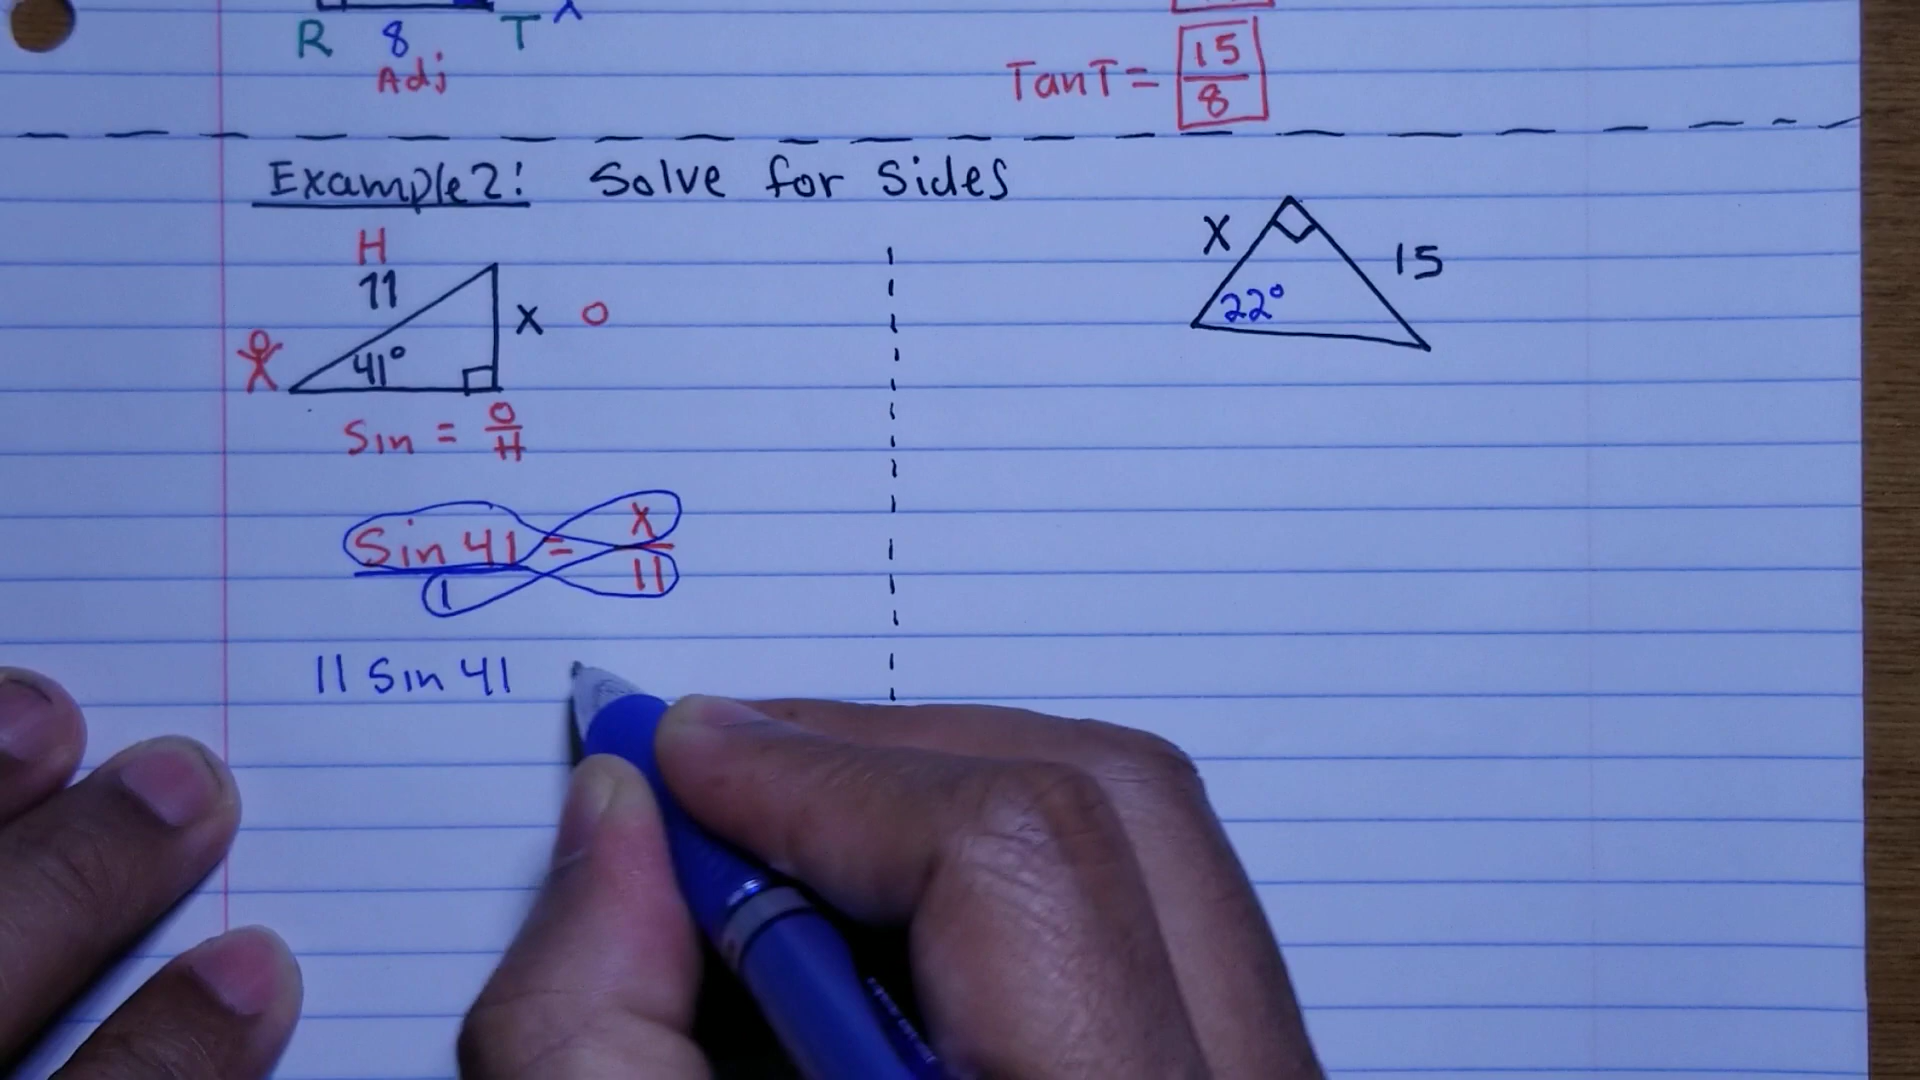 R 8 T
Adj
TanT = 15/8
Example 2: Solve for Sides
H
11
X O
41°
Sin = O/H
Sin 41/1 = X/11
11 Sin 41
X
15
22°